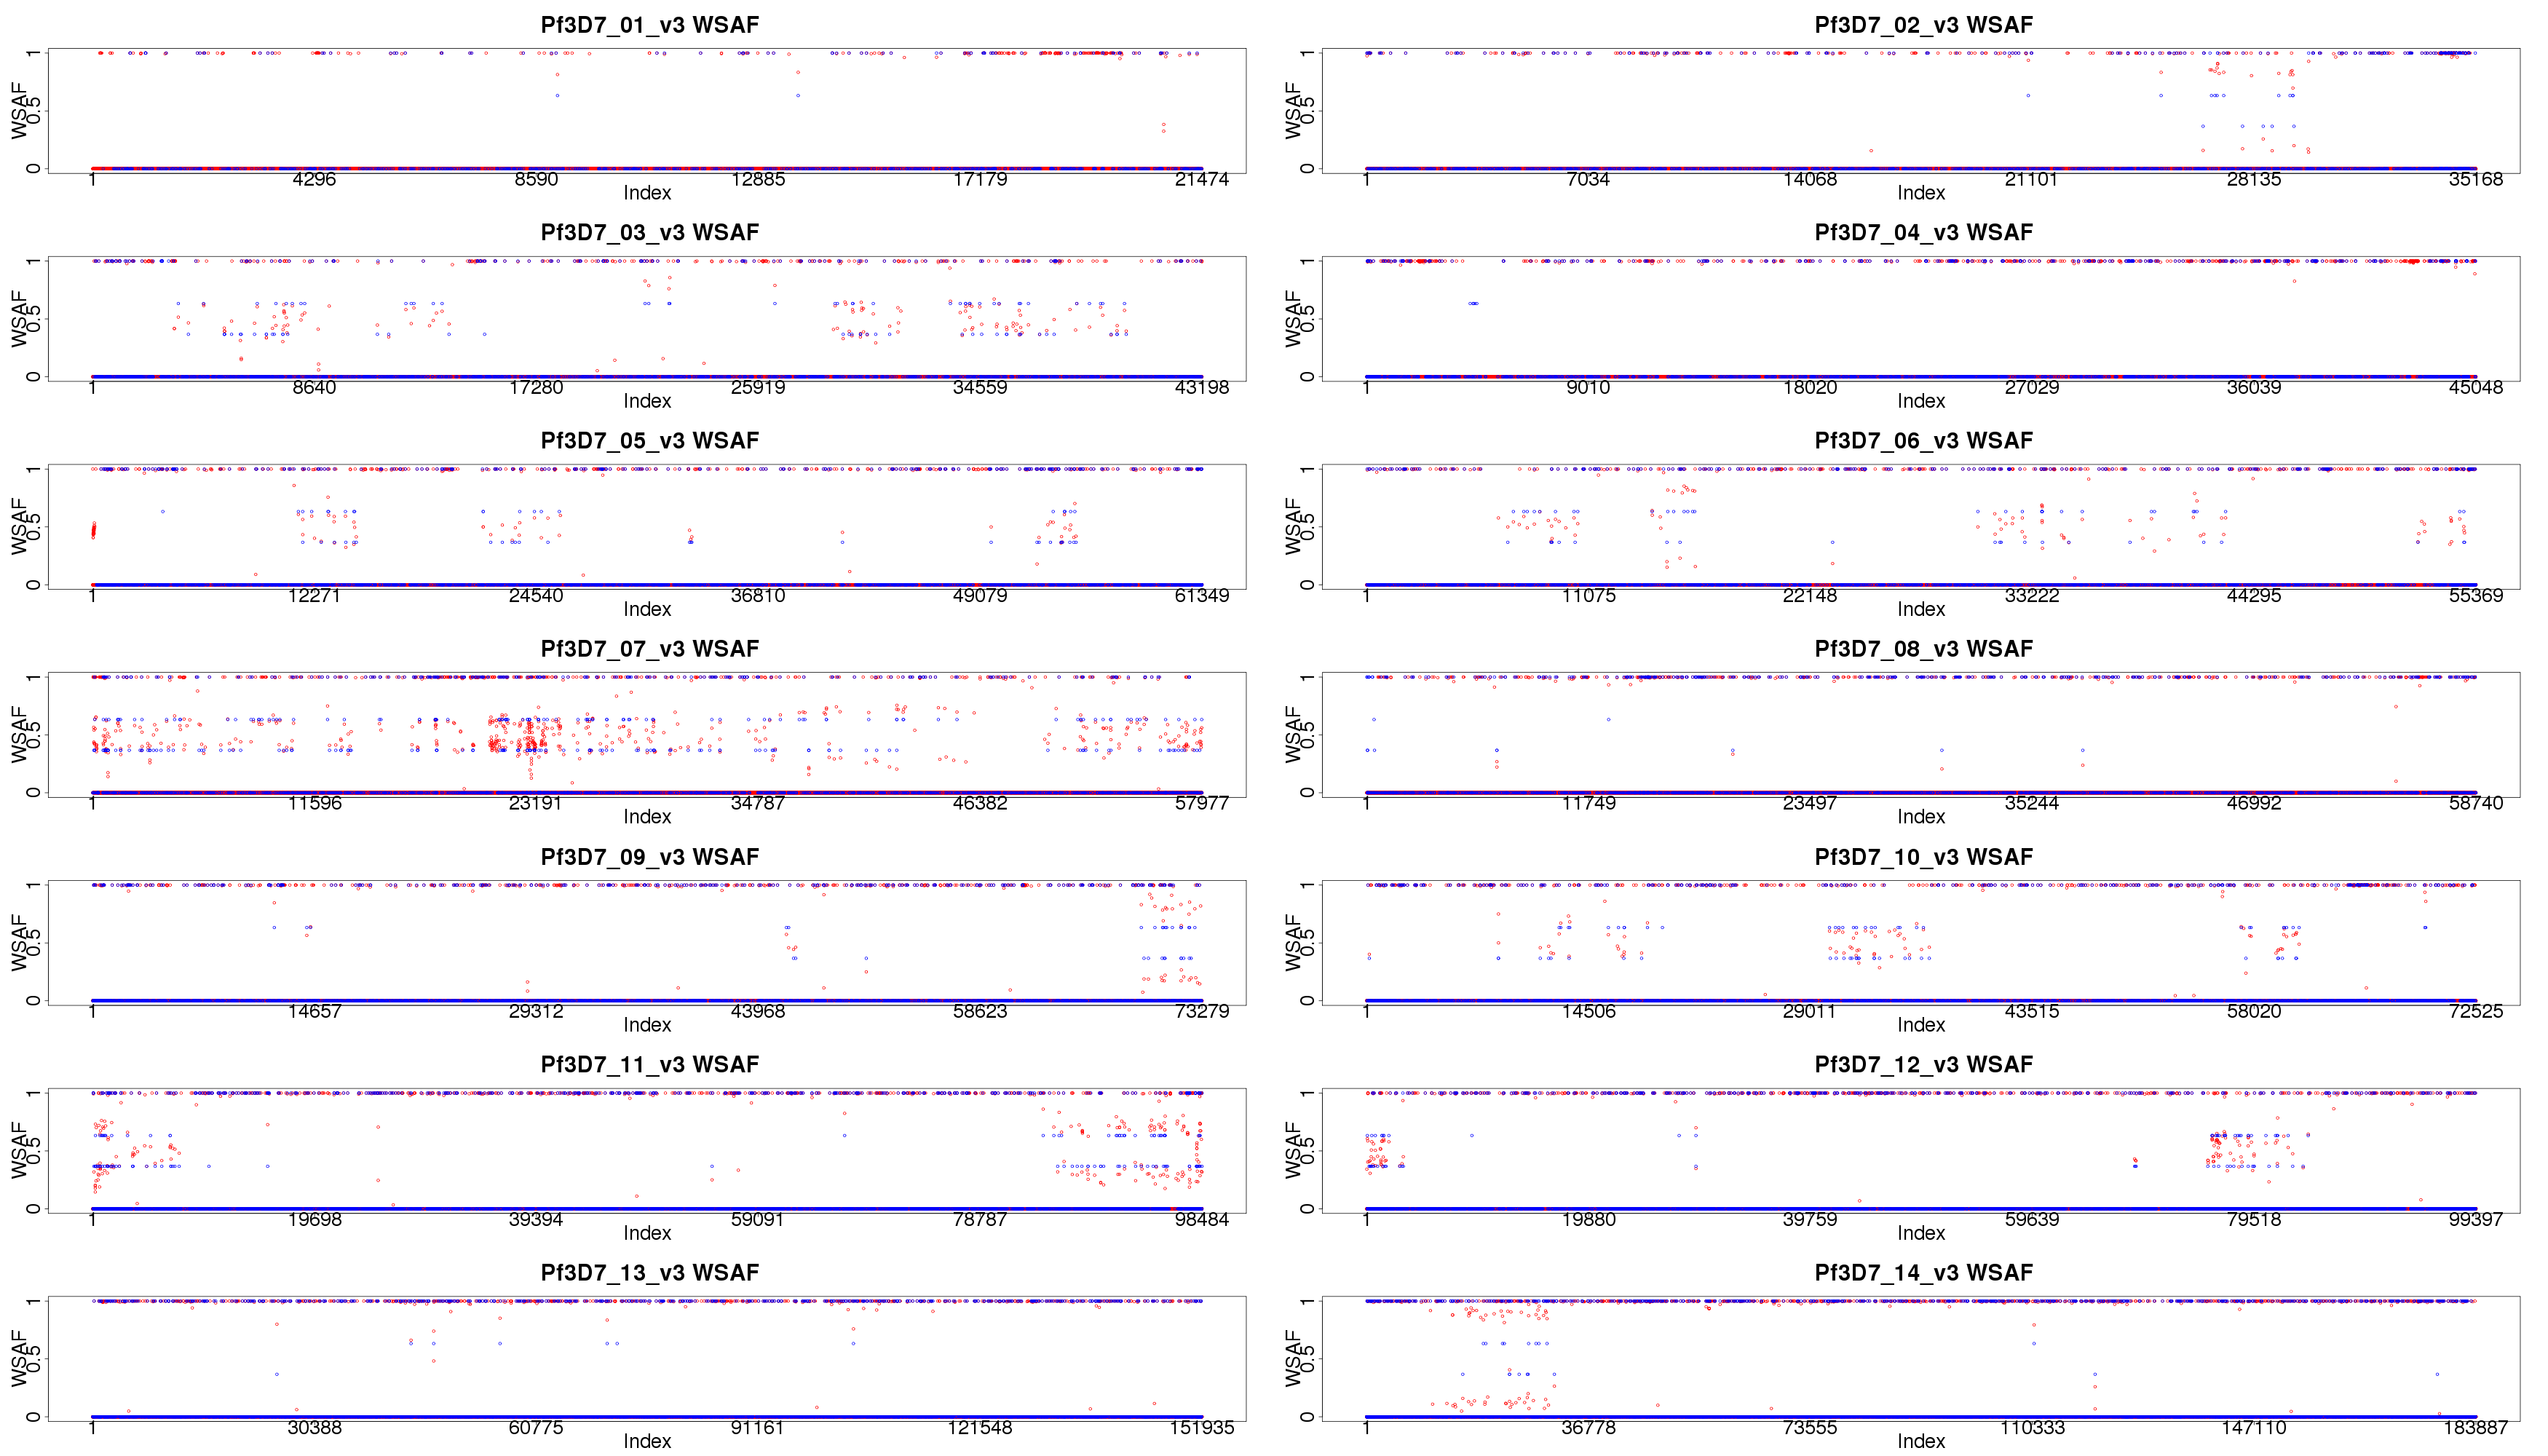 Pf3D7_01_v3 WSAF
WSAF
0 0.5 1
1 4296 8590 12885 17179 21474
Index
Pf3D7_02_v3 WSAF
WSAF
0 0.5 1
1 7034 14068 21101 28135 35168
Index
Pf3D7_03_v3 WSAF
WSAF
0 0.5 1
1 8640 17280 25919 34559 43198
Index
Pf3D7_04_v3 WSAF
WSAF
0 0.5 1
1 9010 18020 27029 36039 45048
Index
Pf3D7_05_v3 WSAF
WSAF
0 0.5 1
1 12271 24540 36810 49079 61349
Index
Pf3D7_06_v3 WSAF
WSAF
0 0.5 1
1 11075 22148 33222 44295 55369
Index
Pf3D7_07_v3 WSAF
WSAF
0 0.5 1
1 11596 23191 34787 46382 57977
Index
Pf3D7_08_v3 WSAF
WSAF
0 0.5 1
1 11749 23497 35244 46992 58740
Index
Pf3D7_09_v3 WSAF
WSAF
0 0.5 1
1 14657 29312 43968 58623 73279
Index
Pf3D7_10_v3 WSAF
WSAF
0 0.5 1
1 14506 29011 43515 58020 72525
Index
Pf3D7_11_v3 WSAF
WSAF
0 0.5 1
1 19698 39394 59091 78787 98484
Index
Pf3D7_12_v3 WSAF
WSAF
0 0.5 1
1 19880 39759 59639 79518 99397
Index
Pf3D7_13_v3 WSAF
WSAF
0 0.5 1
1 30388 60775 91161 121548 151935
Index
Pf3D7_14_v3 WSAF
WSAF
0 0.5 1
1 36778 73555 110333 147110 183887
Index